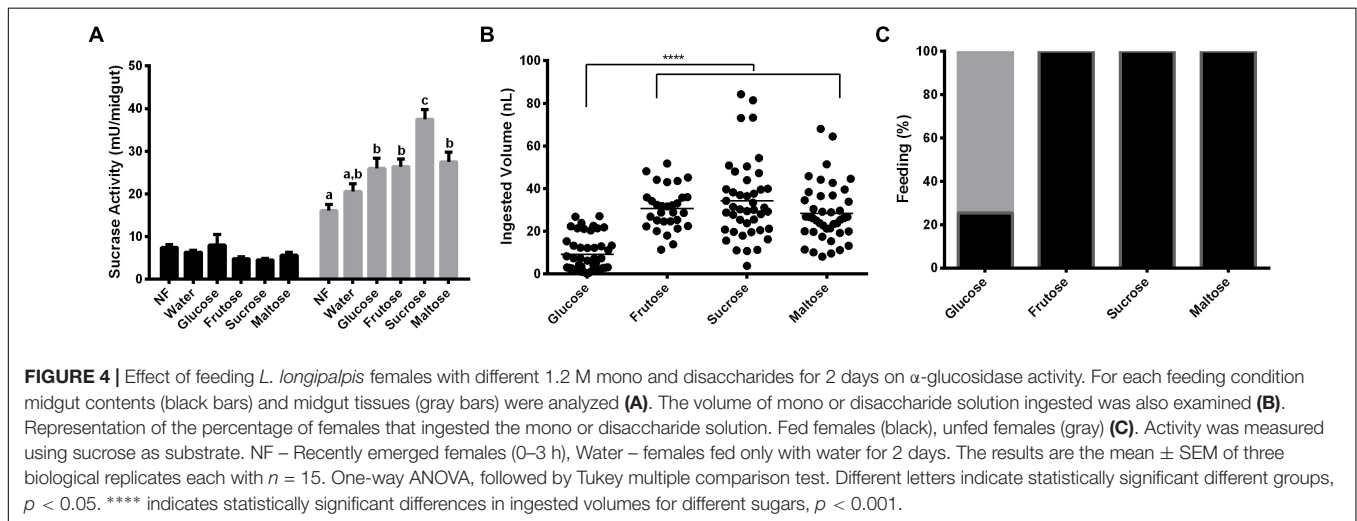 A
Sucrase Activity (mU/midgut)
50
40
30
20
10
0
a
a,b
b
b
c
b
NF
Water
Glucose
Frutose
Sucrose
Maltose
NF
Water
Glucose
Frutose
Sucrose
Maltose
B
Ingested Volume (nL)
100
80
60
40
20
0
****
Glucose
Frutose
Sucrose
Maltose
C
Feeding (%)
100
80
60
40
20
0
Glucose
Frutose
Sucrose
Maltose
FIGURE 4 | Effect of feeding L. longipalpis females with different 1.2 M mono and disaccharides for 2 days on α-glucosidase activity. For each feeding condition
midgut contents (black bars) and midgut tissues (gray bars) were analyzed (A). The volume of mono or disaccharide solution ingested was also examined (B).
Representation of the percentage of females that ingested the mono or disaccharide solution. Fed females (black), unfed females (gray) (C). Activity was measured
using sucrose as substrate. NF – Recently emerged females (0–3 h), Water – females fed only with water for 2 days. The results are the mean ± SEM of three
biological replicates each with n = 15. One-way ANOVA, followed by Tukey multiple comparison test. Different letters indicate statistically significant different groups,
p < 0.05. **** indicates statistically significant differences in ingested volumes for different sugars, p < 0.001.